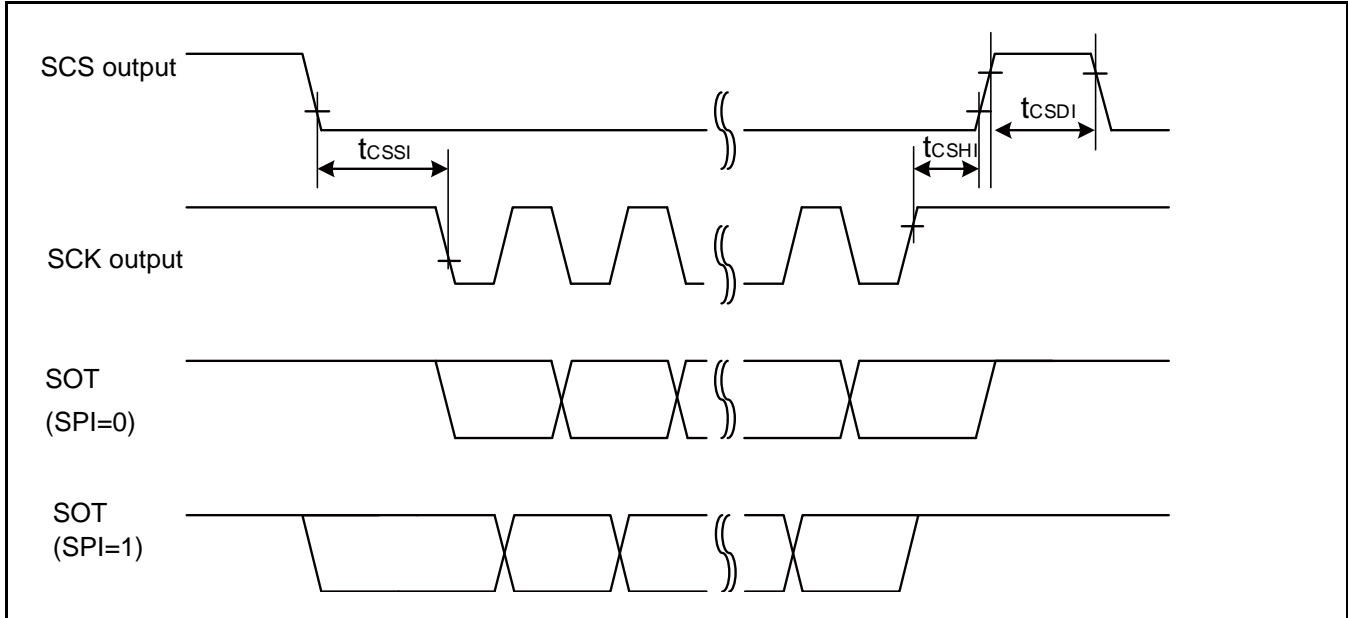 SCS output
tCSDI
tCSSI
tCSHI
SCK output
SOT
(SPI=0)
SOT
(SPI=1)